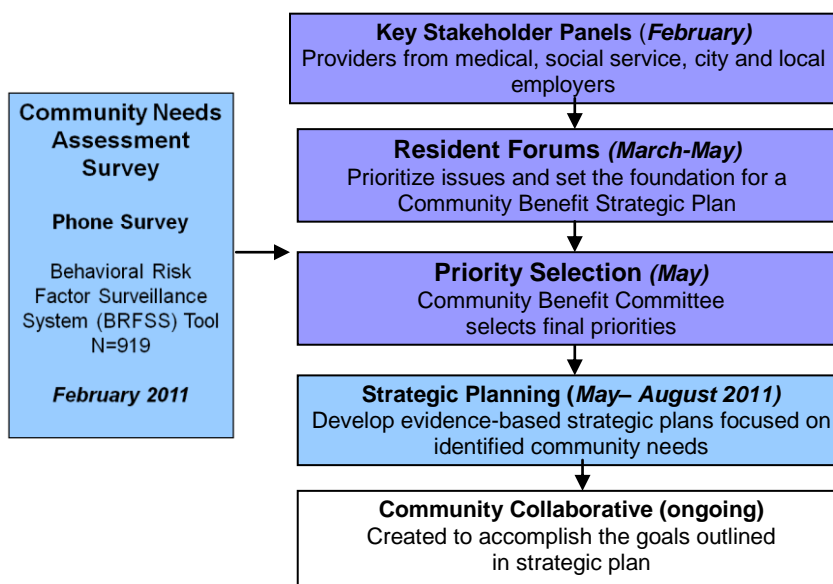 Community Needs
Assessment
Survey
Phone Survey
Behavioral Risk
Factor Surveillance
System (BRFSS) Tool
N=919
February 2011
Key Stakeholder Panels (February)
Providers from medical, social service, city and local
employers
Resident Forums (March-May)
Prioritize issues and set the foundation for a
Community Benefit Strategic Plan
Priority Selection (May)
Community Benefit Committee
selects final priorities
Strategic Planning (May– August 2011)
Develop evidence-based strategic plans focused on
identified community needs
Community Collaborative (ongoing)
Created to accomplish the goals outlined
in strategic plan